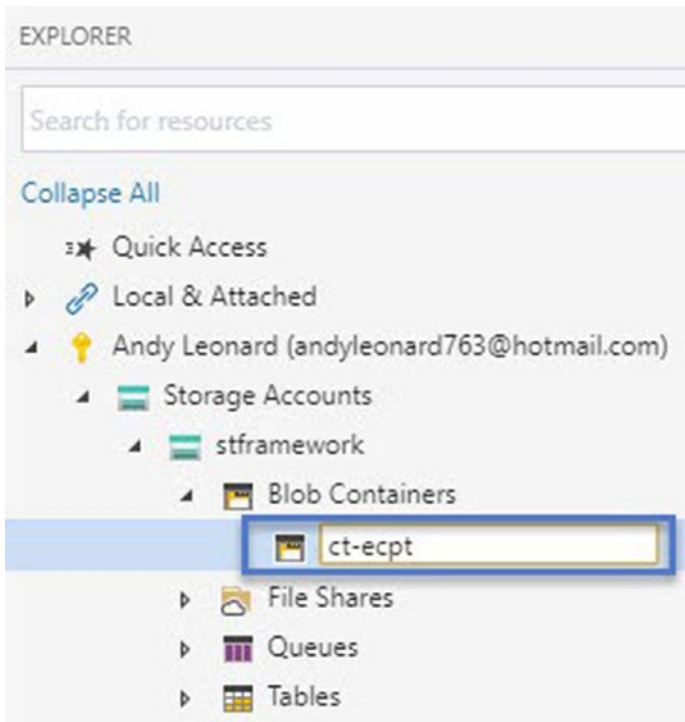 EXPLORER
Search for resources
Collapse All
Quick Access
Local & Attached
Andy Leonard (andyleonard763@hotmail.com)
Storage Accounts
stframework
Blob Containers
ct-ecpt
File Shares
Queues
Tables